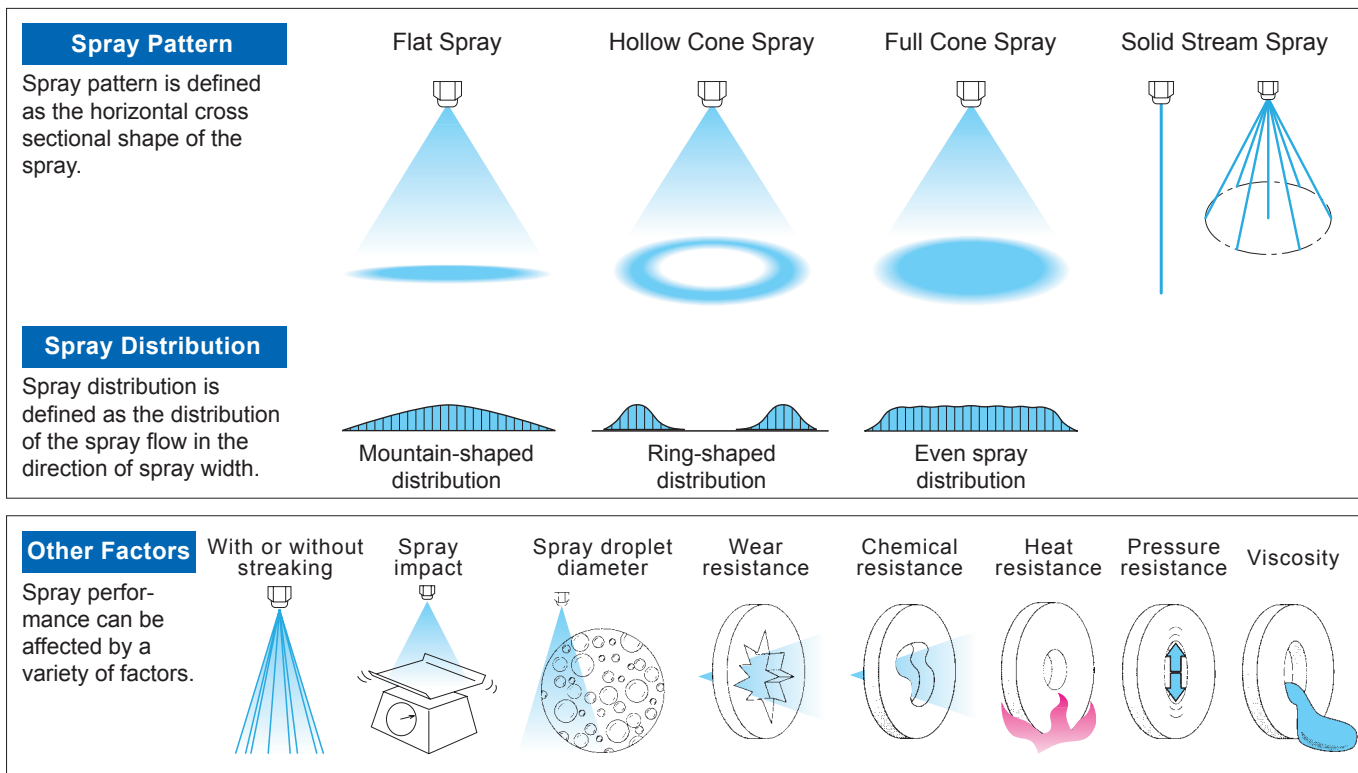 Spray Pattern
Spray pattern is defined
as the horizontal cross
sectional shape of the
spray.
Flat Spray
Hollow Cone Spray
Full Cone Spray
Solid Stream Spray
Spray Distribution
Spray distribution is
defined as the distribution
of the spray flow in the
direction of spray width.
Mountain-shaped
distribution
Ring-shaped
distribution
Even spray
distribution
Other Factors
Spray perfor-
mance can be
affected by a
variety of factors.
With or without
streaking
Spray
impact
Spray droplet
diameter
Wear
resistance
Chemical
resistance
Heat
resistance
Pressure
resistance
Viscosity